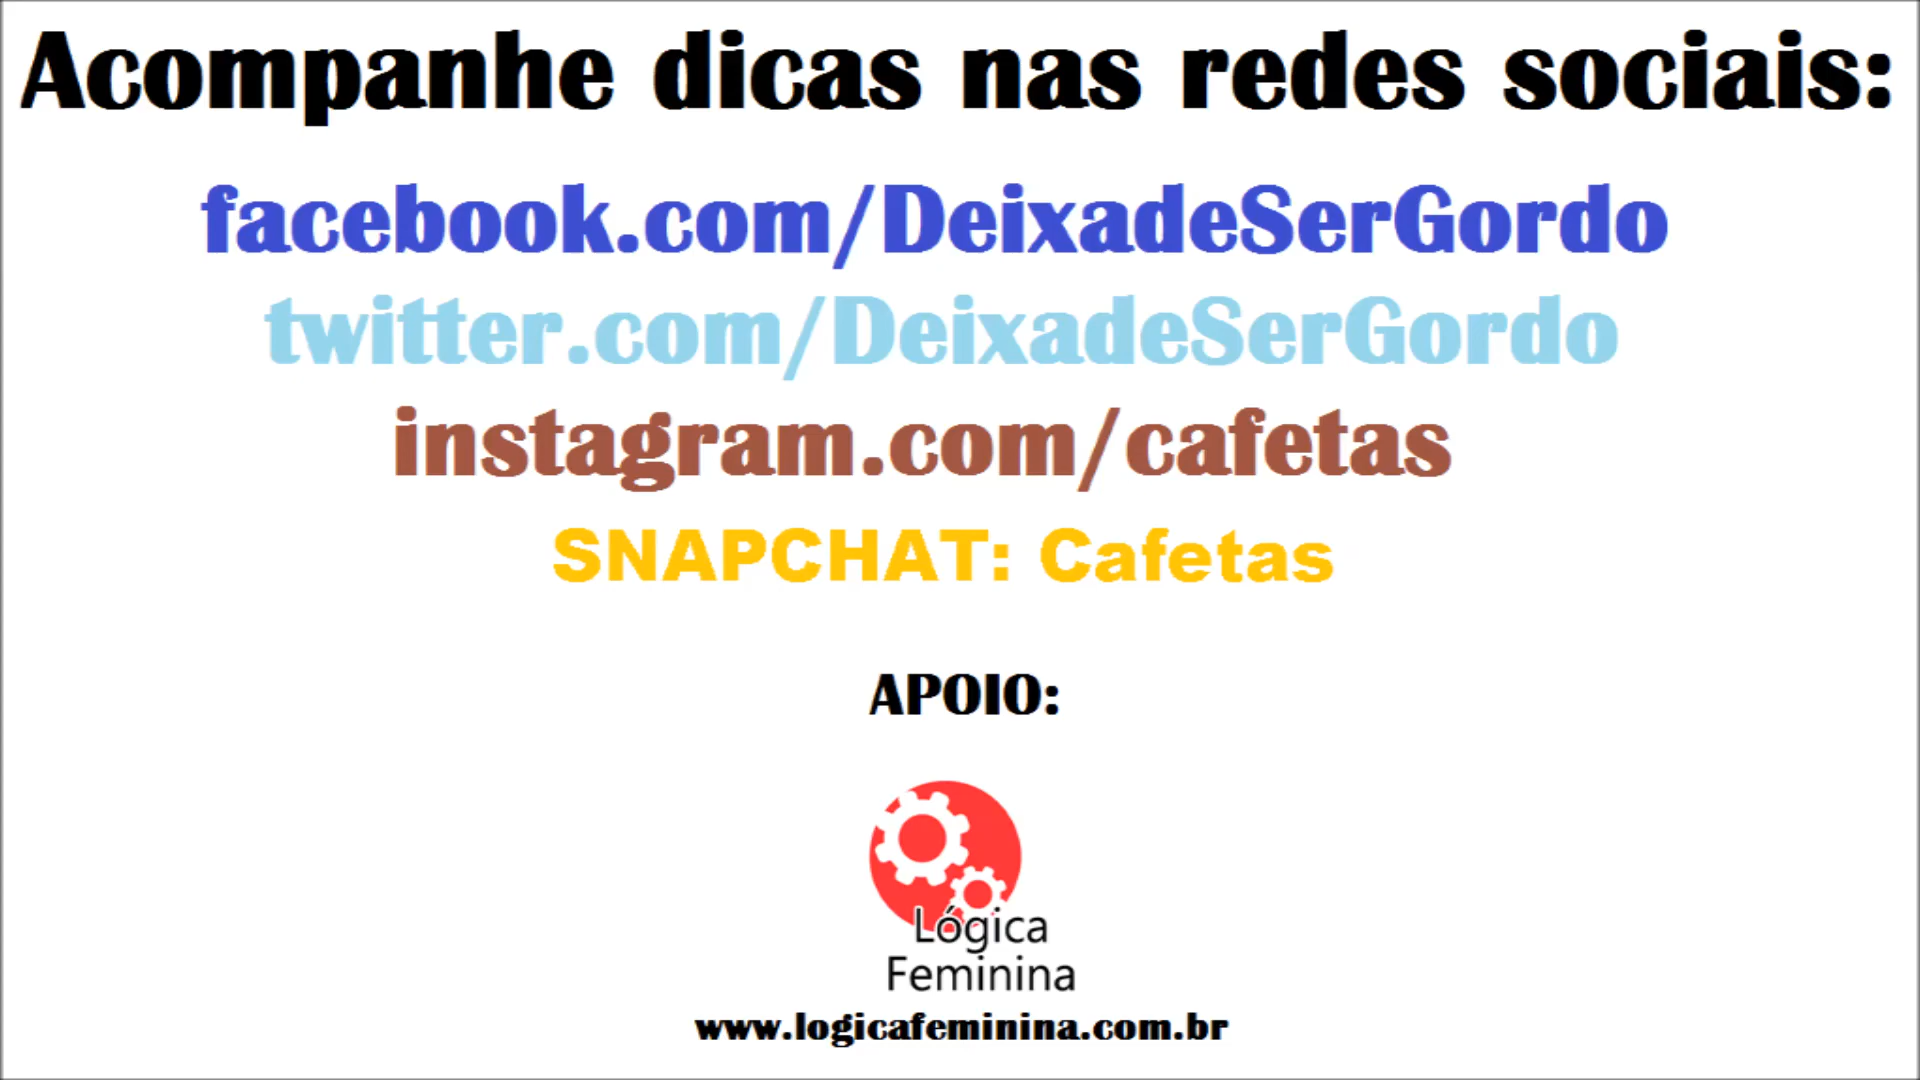 Acompanhe dicas nas redes sociais:
facebook.com/DeixadeSerGordo
twitter.com/DeixadeSerGordo
instagram.com/cafetas
SNAPCHAT: Cafetas
APOIO:
Lógica
Feminina
www.logicafeminina.com.br